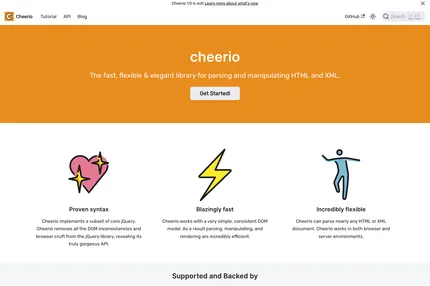 Cheerio 1.0 is out! Learn more about what's new
Cheerio Tutorial API Blog GitHub Search
cheerio
The fast, flexible & elegant library for parsing and manipulating HTML and XML.
Get Started!
Proven syntax
Cheerio implements a subset of core jQuery.
Cheerio removes all the DOM inconsistencies and
browser cruft from the jQuery library, revealing its
truly gorgeous API.
Blazingly fast
Cheerio works with a very simple, consistent DOM
model. As a result parsing, manipulating, and
rendering are incredibly efficient.
Incredibly flexible
Cheerio can parse nearly any HTML or XML
document. Cheerio works in both browser and
server environments.
Supported and Backed by